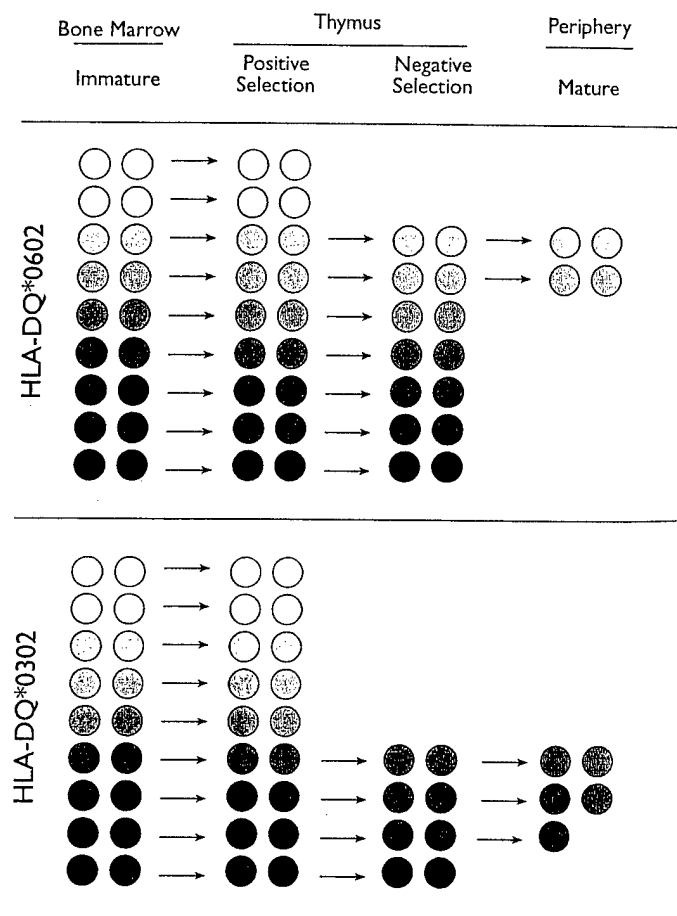 Bone Marrow
Thymus
Periphery
Immature
Positive
Selection
Negative
Selection
Mature
HLA-DQ*0602
HLA-DQ*0302